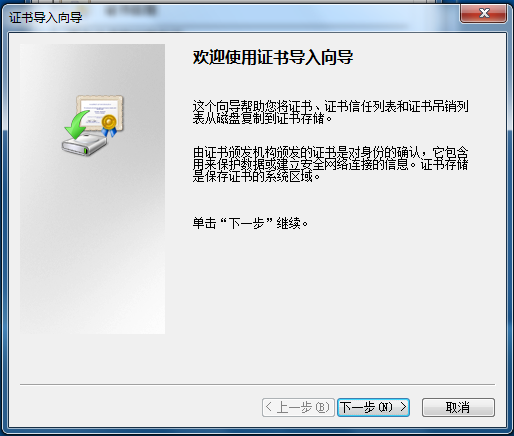 证书导入向导
欢迎使用证书导入向导
这个向导帮助您将证书、证书信任列表和证书吊销列
表从磁盘复制到证书存储。
由证书颁发机构颁发的证书是对身份的确认，它包含
用来保护数据或建立安全网络连接的信息。证书存储
是保存证书的系统区域。
单击“下一步”继续。
< 上一步(B) 下一步(N) > 取消